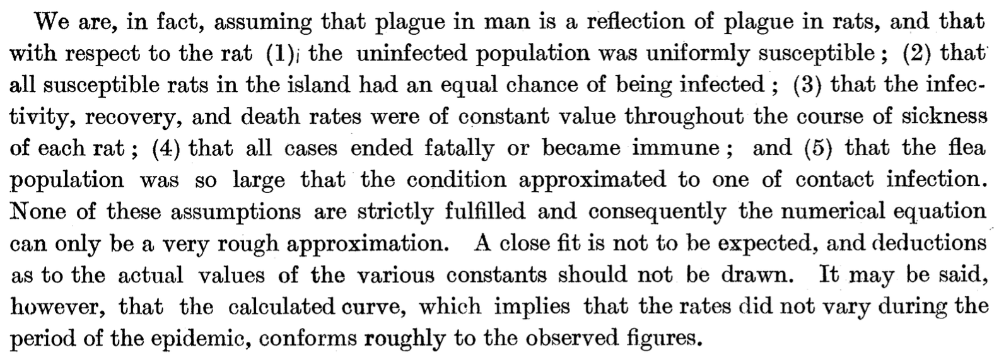 We are, in fact, assuming that plague in man is a reflection of plague in rats, and that
with respect to the rat (1) the uninfected population was uniformly susceptible; (2) that
all susceptible rats in the island had an equal chance of being infected; (3) that the infec-
tivity, recovery, and death rates were of constant value throughout the course of sickness
of each rat; (4) that all cases ended fatally or became immune; and (5) that the flea
population was so large that the condition approximated to one of contact infection.
None of these assumptions are strictly fulfilled and consequently the numerical equation
can only be a very rough approximation. A close fit is not to be expected, and deductions
as to the actual values of the various constants should not be drawn. It may be said,
however, that the calculated curve, which implies that the rates did not vary during the
period of the epidemic, conforms roughly to the observed figures.